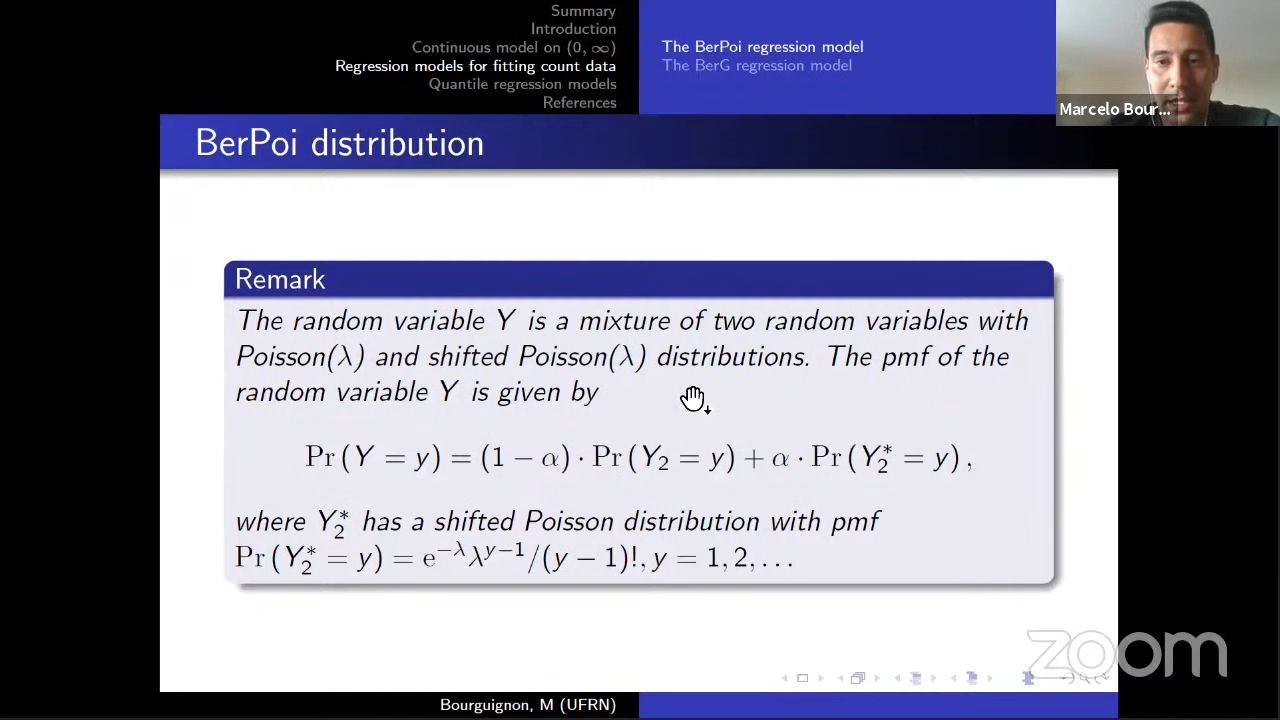 Summary
Introduction
Continuous model on (0, ∞)
Regression models for fitting count data
Quantile regression models
References
The BerPoi regression model
The BerG regression model
Marcelo Bour...
BerPoi distribution
Remark
The random variable Y is a mixture of two random variables with
Poisson(λ) and shifted Poisson(λ) distributions. The pmf of the
random variable Y is given by
Pr (Y = y) = (1 − α) · Pr (Y₂ = y) + α · Pr (Y₂* = y) ,
where Y₂* has a shifted Poisson distribution with pmf
Pr (Y₂* = y) = e^{−λ} λ^{y−1}/(y − 1)!, y = 1, 2, . . .
zoom
Bourguignon, M (UFRN)